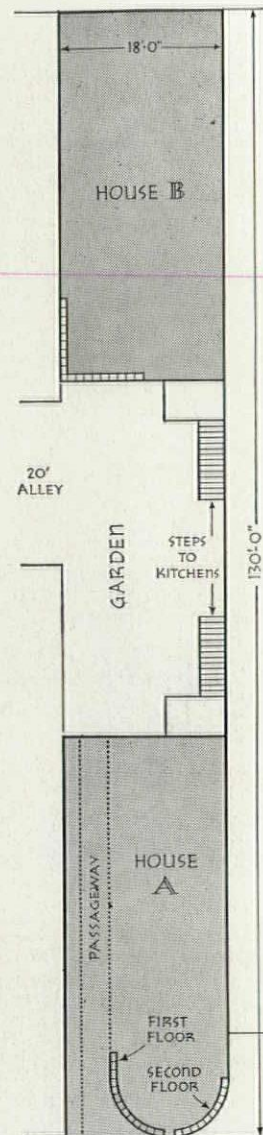 18'-0"
HOUSE B
20'
ALLEY
GARDEN
STEPS
TO
KITCHENS
130'-0"
PASSAGEWAY
HOUSE
A
FIRST
FLOOR
SECOND
FLOOR